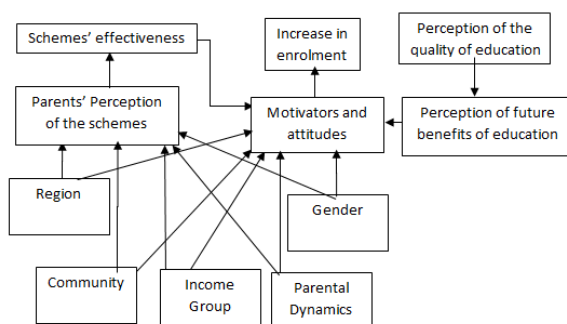 Schemes' effectiveness
Increase in
enrolment
Perception of the
quality of education
Parents' Perception
of the schemes
Motivators and
attitudes
Perception of future
benefits of education
Region
Gender
Community
Income
Group
Parental
Dynamics